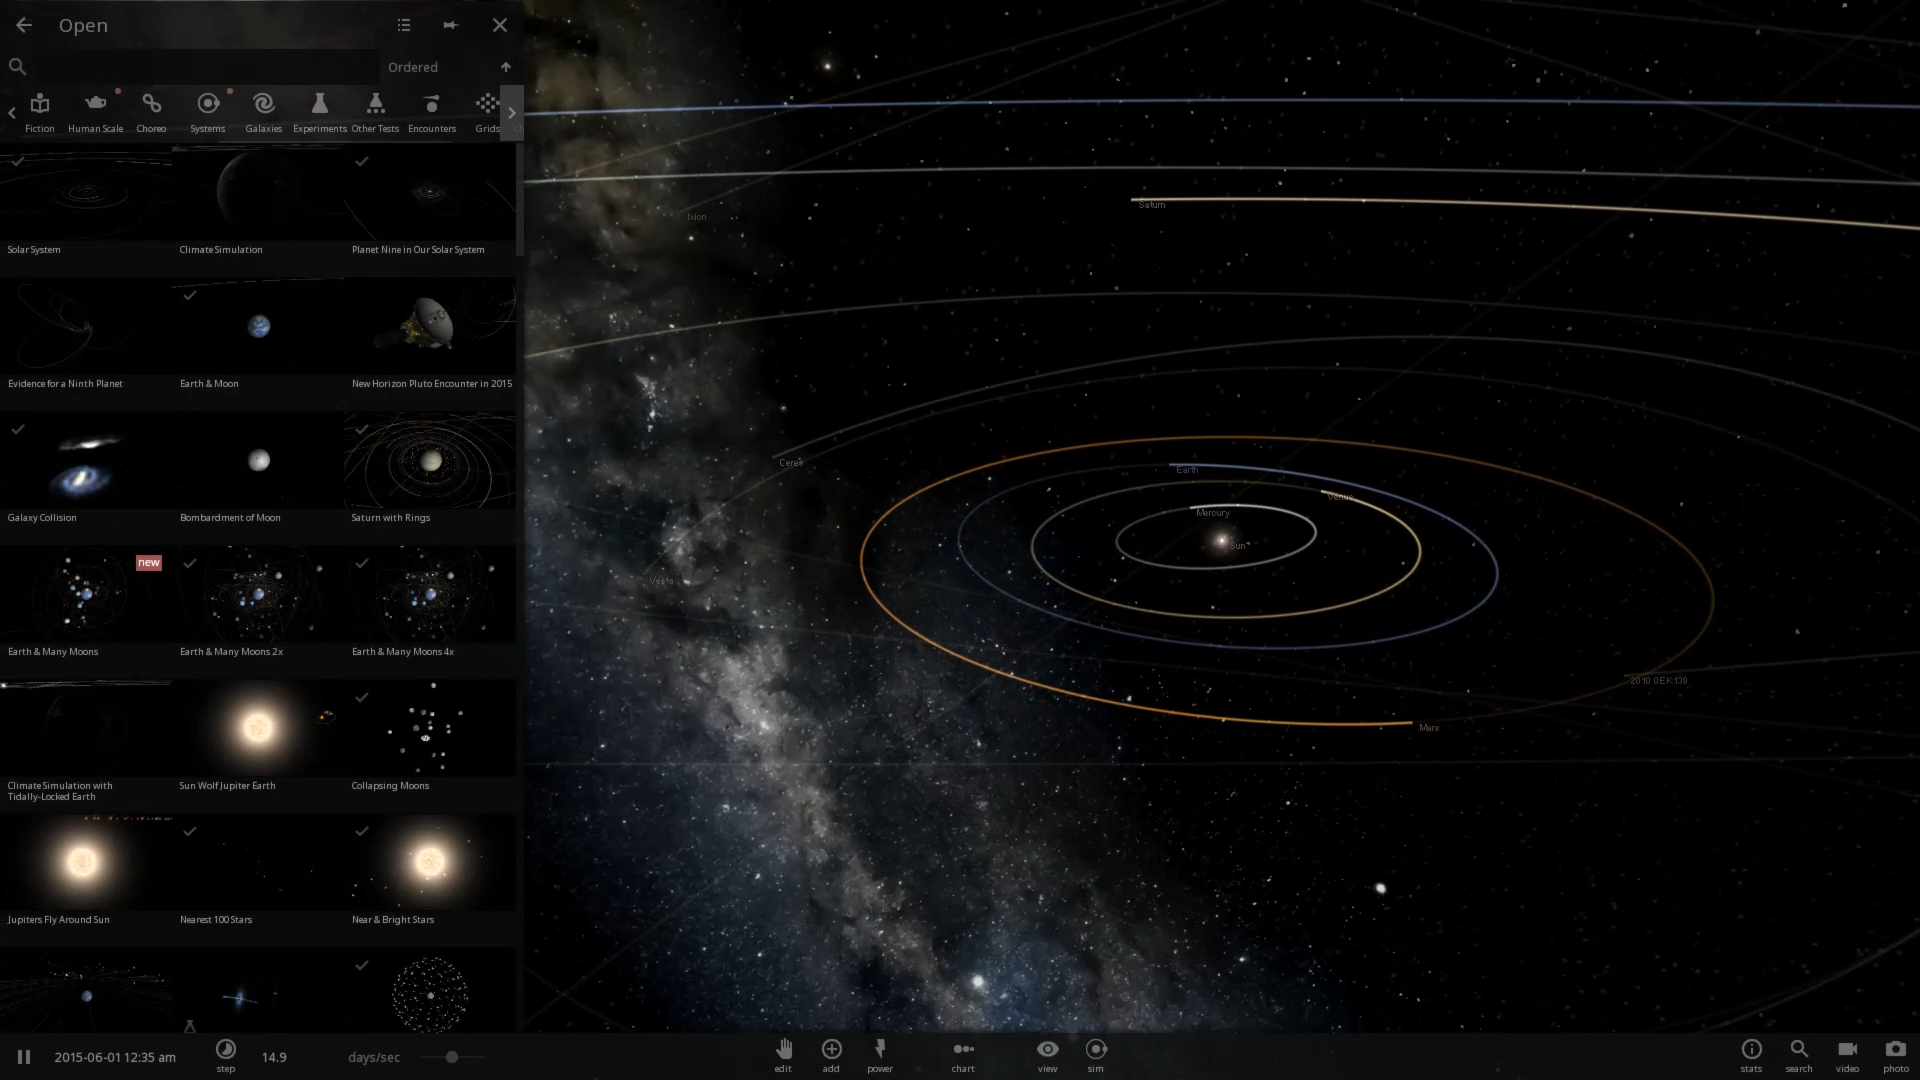 Open
Ordered
Fiction
Human Scale
Choreo
Systems
Galaxies
Experiments
Other Tests
Encounters
Grids
Solar System
Climate Simulation
Planet Nine in Our Solar System
Evidence for a Ninth Planet
Earth & Moon
New Horizon Pluto Encounter in 2015
Galaxy Collision
Bombardment of Moon
Saturn with Rings
new
Earth & Many Moons
Earth & Many Moons 2x
Earth & Many Moons 4x
Climate Simulation with
Tidally-Locked Earth
Sun Wolf Jupiter Earth
Collapsing Moons
Jupiters Fly Around Sun
Nearest 100 Stars
Near & Bright Stars
Saturn
Ixion
Ceres
Earth
Venus
Mercury
Sun
Vesta
2010 OEK139
Mars
2015-06-01 12:35 am
step
14.9
days/sec
edit
add
power
chart
view
sim
stats
search
video
photo